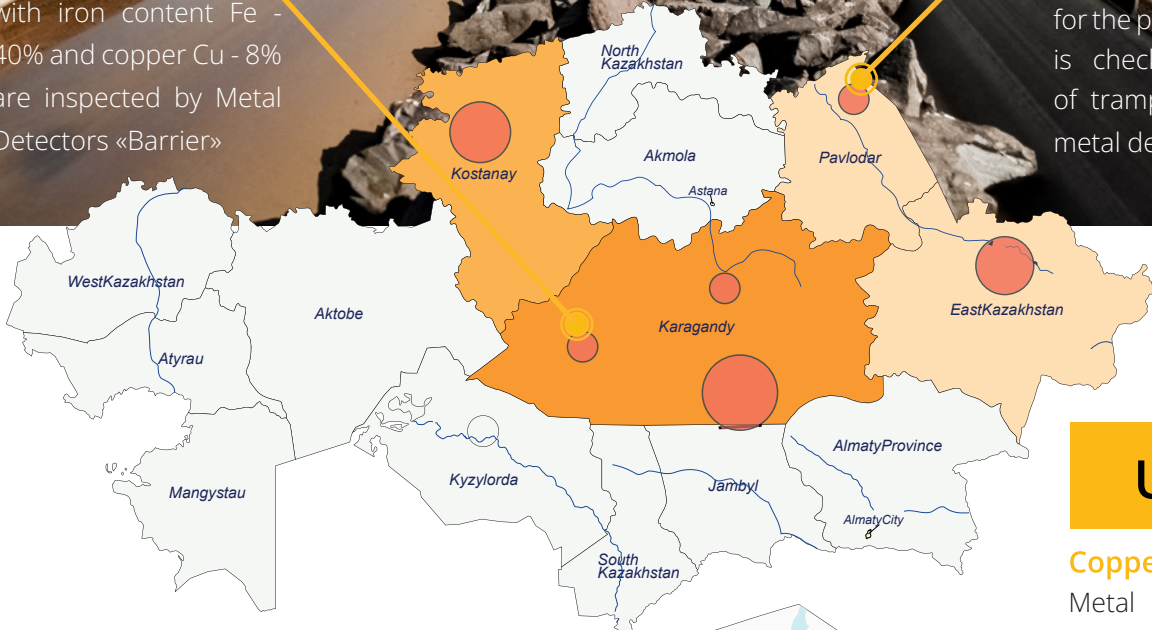 with iron content Fe -
40% and copper Cu - 8%
are inspected by Metal
Detectors «Barrier»
for the p
is chec
of tramp
metal de
North
Kazakhstan
Kostanay
Akmola
Astana
Pavlodar
WestKazakhstan
Aktobe
Karagandy
EastKazakhstan
Atyrau
AlmatyProvince
Mangystau
Kyzylorda
Jambyl
AlmatyCity
South
Kazakhstan
U
Coppe
Metal